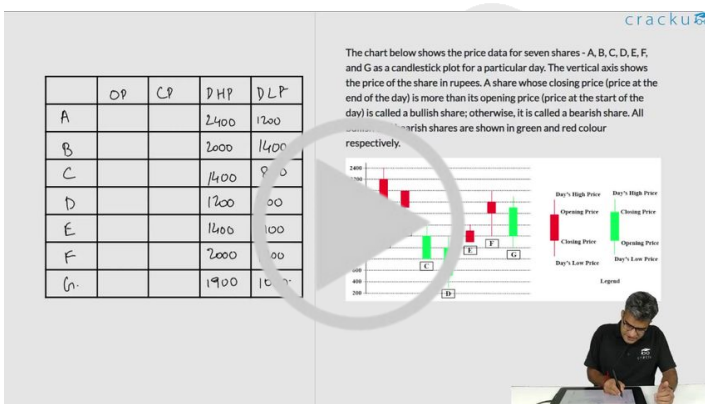 cracku
The chart below shows the price data for seven shares - A, B, C, D, E, F,
and G as a candlestick plot for a particular day. The vertical axis shows
the price of the share in rupees. A share whose closing price (price at the
end of the day) is more than its opening price (price at the start of the
day) is called a bullish share; otherwise, it is called a bearish share. All
shares are shown in green and red colour
respectively.
OP CP DHP DLP
A 2400 1200
B 2000 1400
C 1400
D 1200
E 1400
F 2000
G. 1900
2400
400
200
C
D
E
F
G
Day's High Price Day's High Price
Opening Price Closing Price
Closing Price Opening Price
Day's Low Price Day's Low Price
Legend